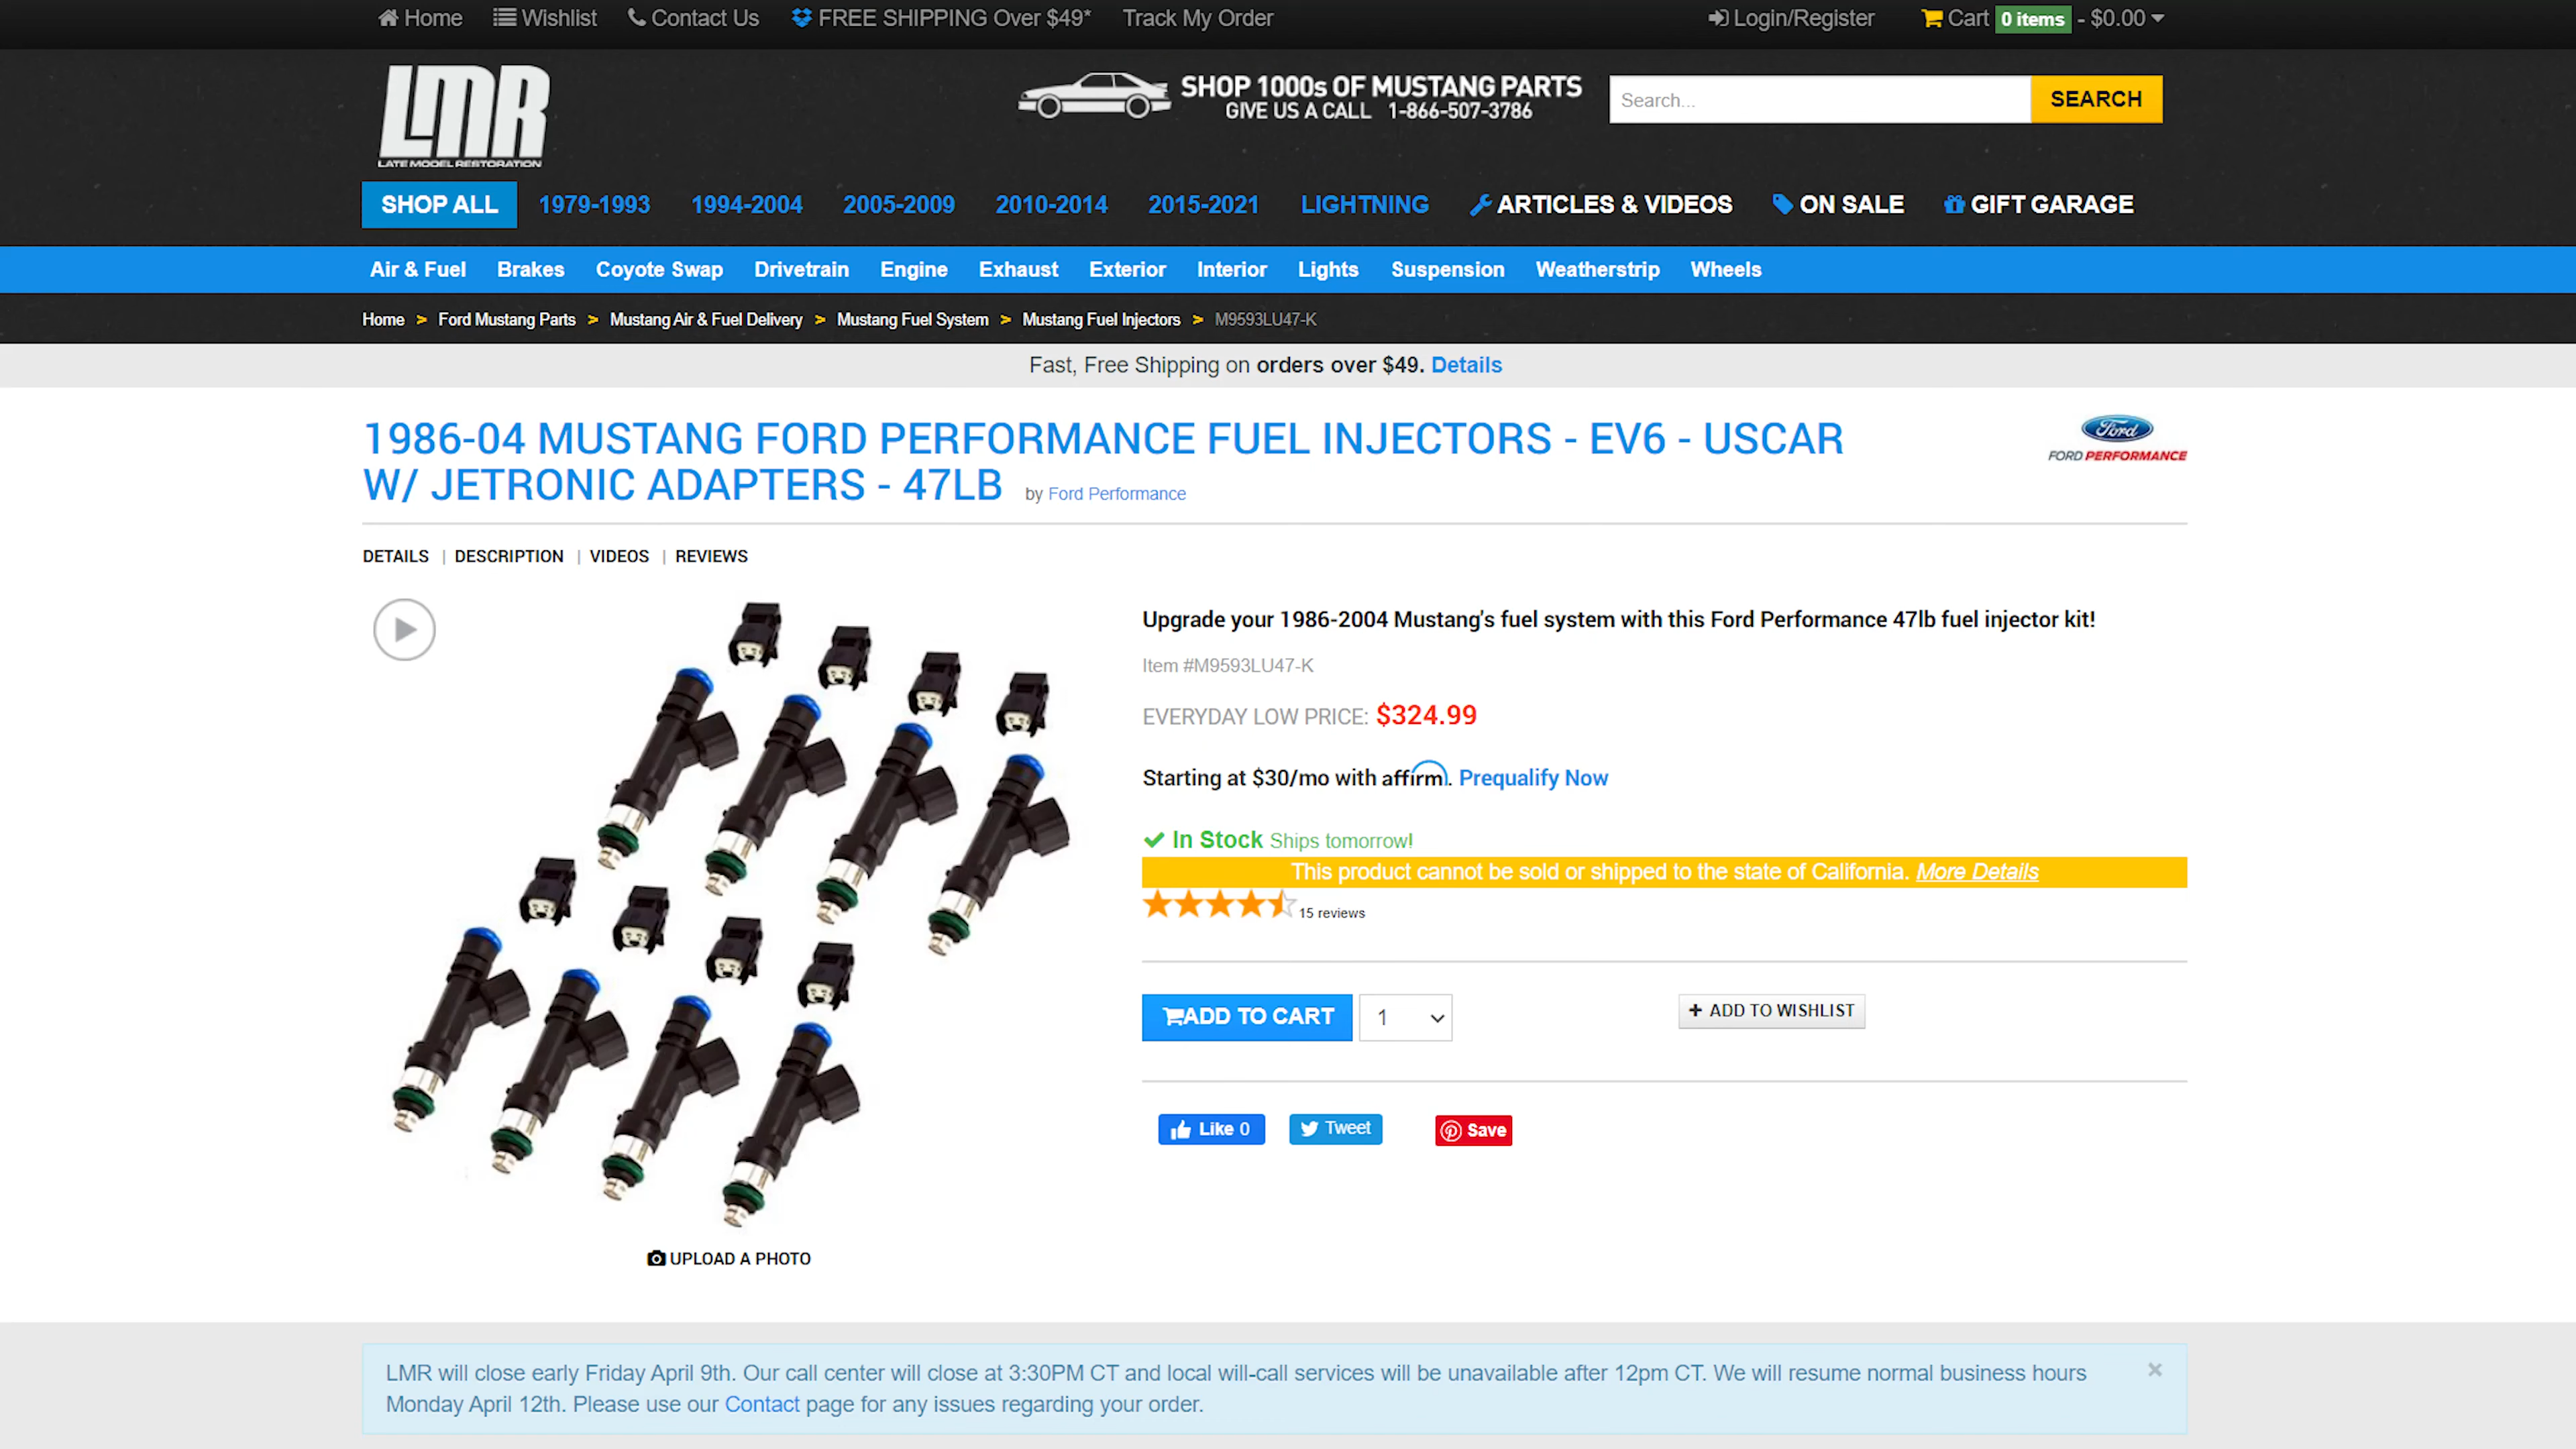 Home Wishlist Contact Us FREE SHIPPING Over $49* Track My Order Login/Register Cart 0 items - $0.00
LMR
LATE MODEL RESTORATION
SHOP 1000s OF MUSTANG PARTS
GIVE US A CALL 1-866-507-3786
Search... SEARCH
SHOP ALL 1979-1993 1994-2004 2005-2009 2010-2014 2015-2021 LIGHTNING ARTICLES & VIDEOS ON SALE GIFT GARAGE
Air & Fuel Brakes Coyote Swap Drivetrain Engine Exhaust Exterior Interior Lights Suspension Weatherstrip Wheels
Home > Ford Mustang Parts > Mustang Air & Fuel Delivery > Mustang Fuel System > Mustang Fuel Injectors > M9593LU47-K
Fast, Free Shipping on orders over $49. Details
1986-04 MUSTANG FORD PERFORMANCE FUEL INJECTORS - EV6 - USCAR
W/ JETRONIC ADAPTERS - 47LB by Ford Performance
Ford
FORD PERFORMANCE
DETAILS | DESCRIPTION | VIDEOS | REVIEWS
Upgrade your 1986-2004 Mustang's fuel system with this Ford Performance 47lb fuel injector kit!
Item #M9593LU47-K
EVERYDAY LOW PRICE: $324.99
Starting at $30/mo with affirm. Prequalify Now
In Stock Ships tomorrow!
This product cannot be sold or shipped to the state of California. More Details
15 reviews
ADD TO CART 1 + ADD TO WISHLIST
Like 0 Tweet Save
UPLOAD A PHOTO
LMR will close early Friday April 9th. Our call center will close at 3:30PM CT and local will-call services will be unavailable after 12pm CT. We will resume normal business hours ×
Monday April 12th. Please use our Contact page for any issues regarding your order.